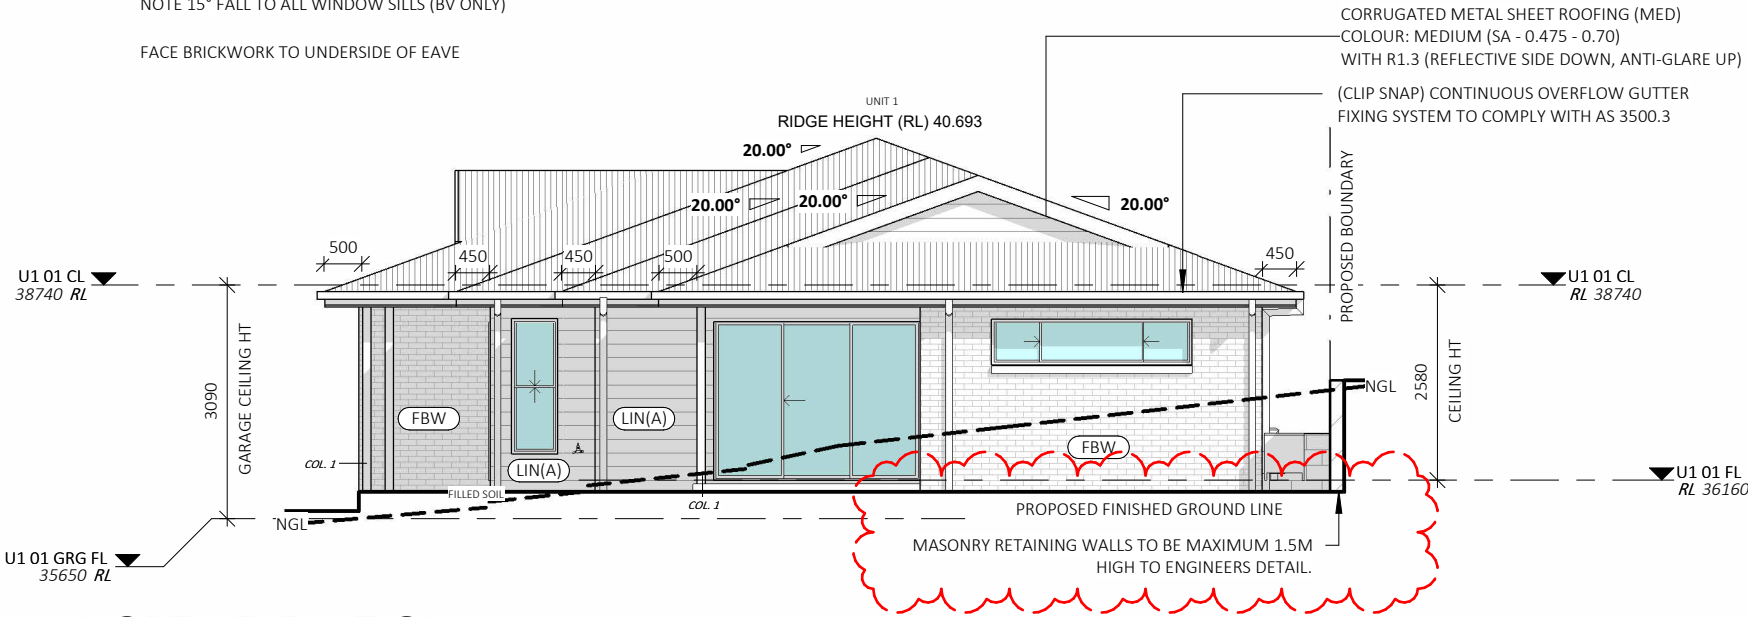 NOTE 15° FALL TO ALL WINDOW SILLS (BV ONLY)
FACE BRICKWORK TO UNDERSIDE OF EAVE
CORRUGATED METAL SHEET ROOFING (MED)
COLOUR: MEDIUM (SA - 0.475 - 0.70)
WITH R1.3 (REFLECTIVE SIDE DOWN, ANTI-GLARE UP)
(CLIP SNAP) CONTINUOUS OVERFLOW GUTTER
FIXING SYSTEM TO COMPLY WITH AS 3500.3
UNIT 1
RIDGE HEIGHT (RL) 40.693
20.00°
20.00°
20.00°
20.00°
PROPOSED BOUNDARY
500
450
450
500
450
U1 01 CL
38740 RL
U1 01 CL
RL 38740
3090
GARAGE CEILING HT
2580
CEILING HT
NGL
FBW
LIN(A)
FBW
LIN(A)
COL. 1
FILLED SOIL
COL. 1
U1 01 FL
RL 36160
NGL
PROPOSED FINISHED GROUND LINE
MASONRY RETAINING WALLS TO BE MAXIMUM 1.5M
HIGH TO ENGINEERS DETAIL.
U1 01 GRG FL
35650 RL